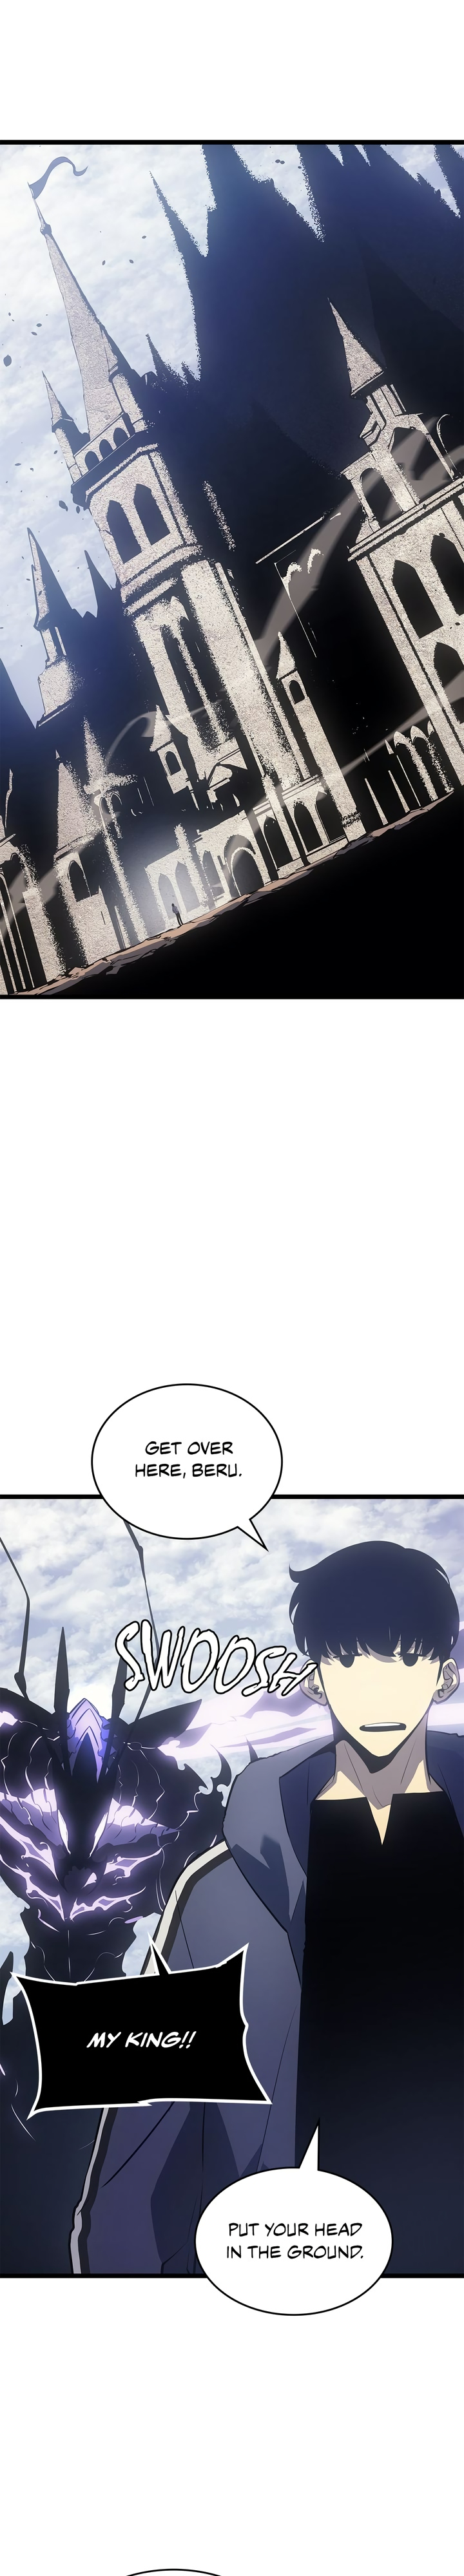 GET OVER
HERE, BERU.
SWOOSH
MY KING!!
PUT YOUR HEAD
IN THE GROUND.